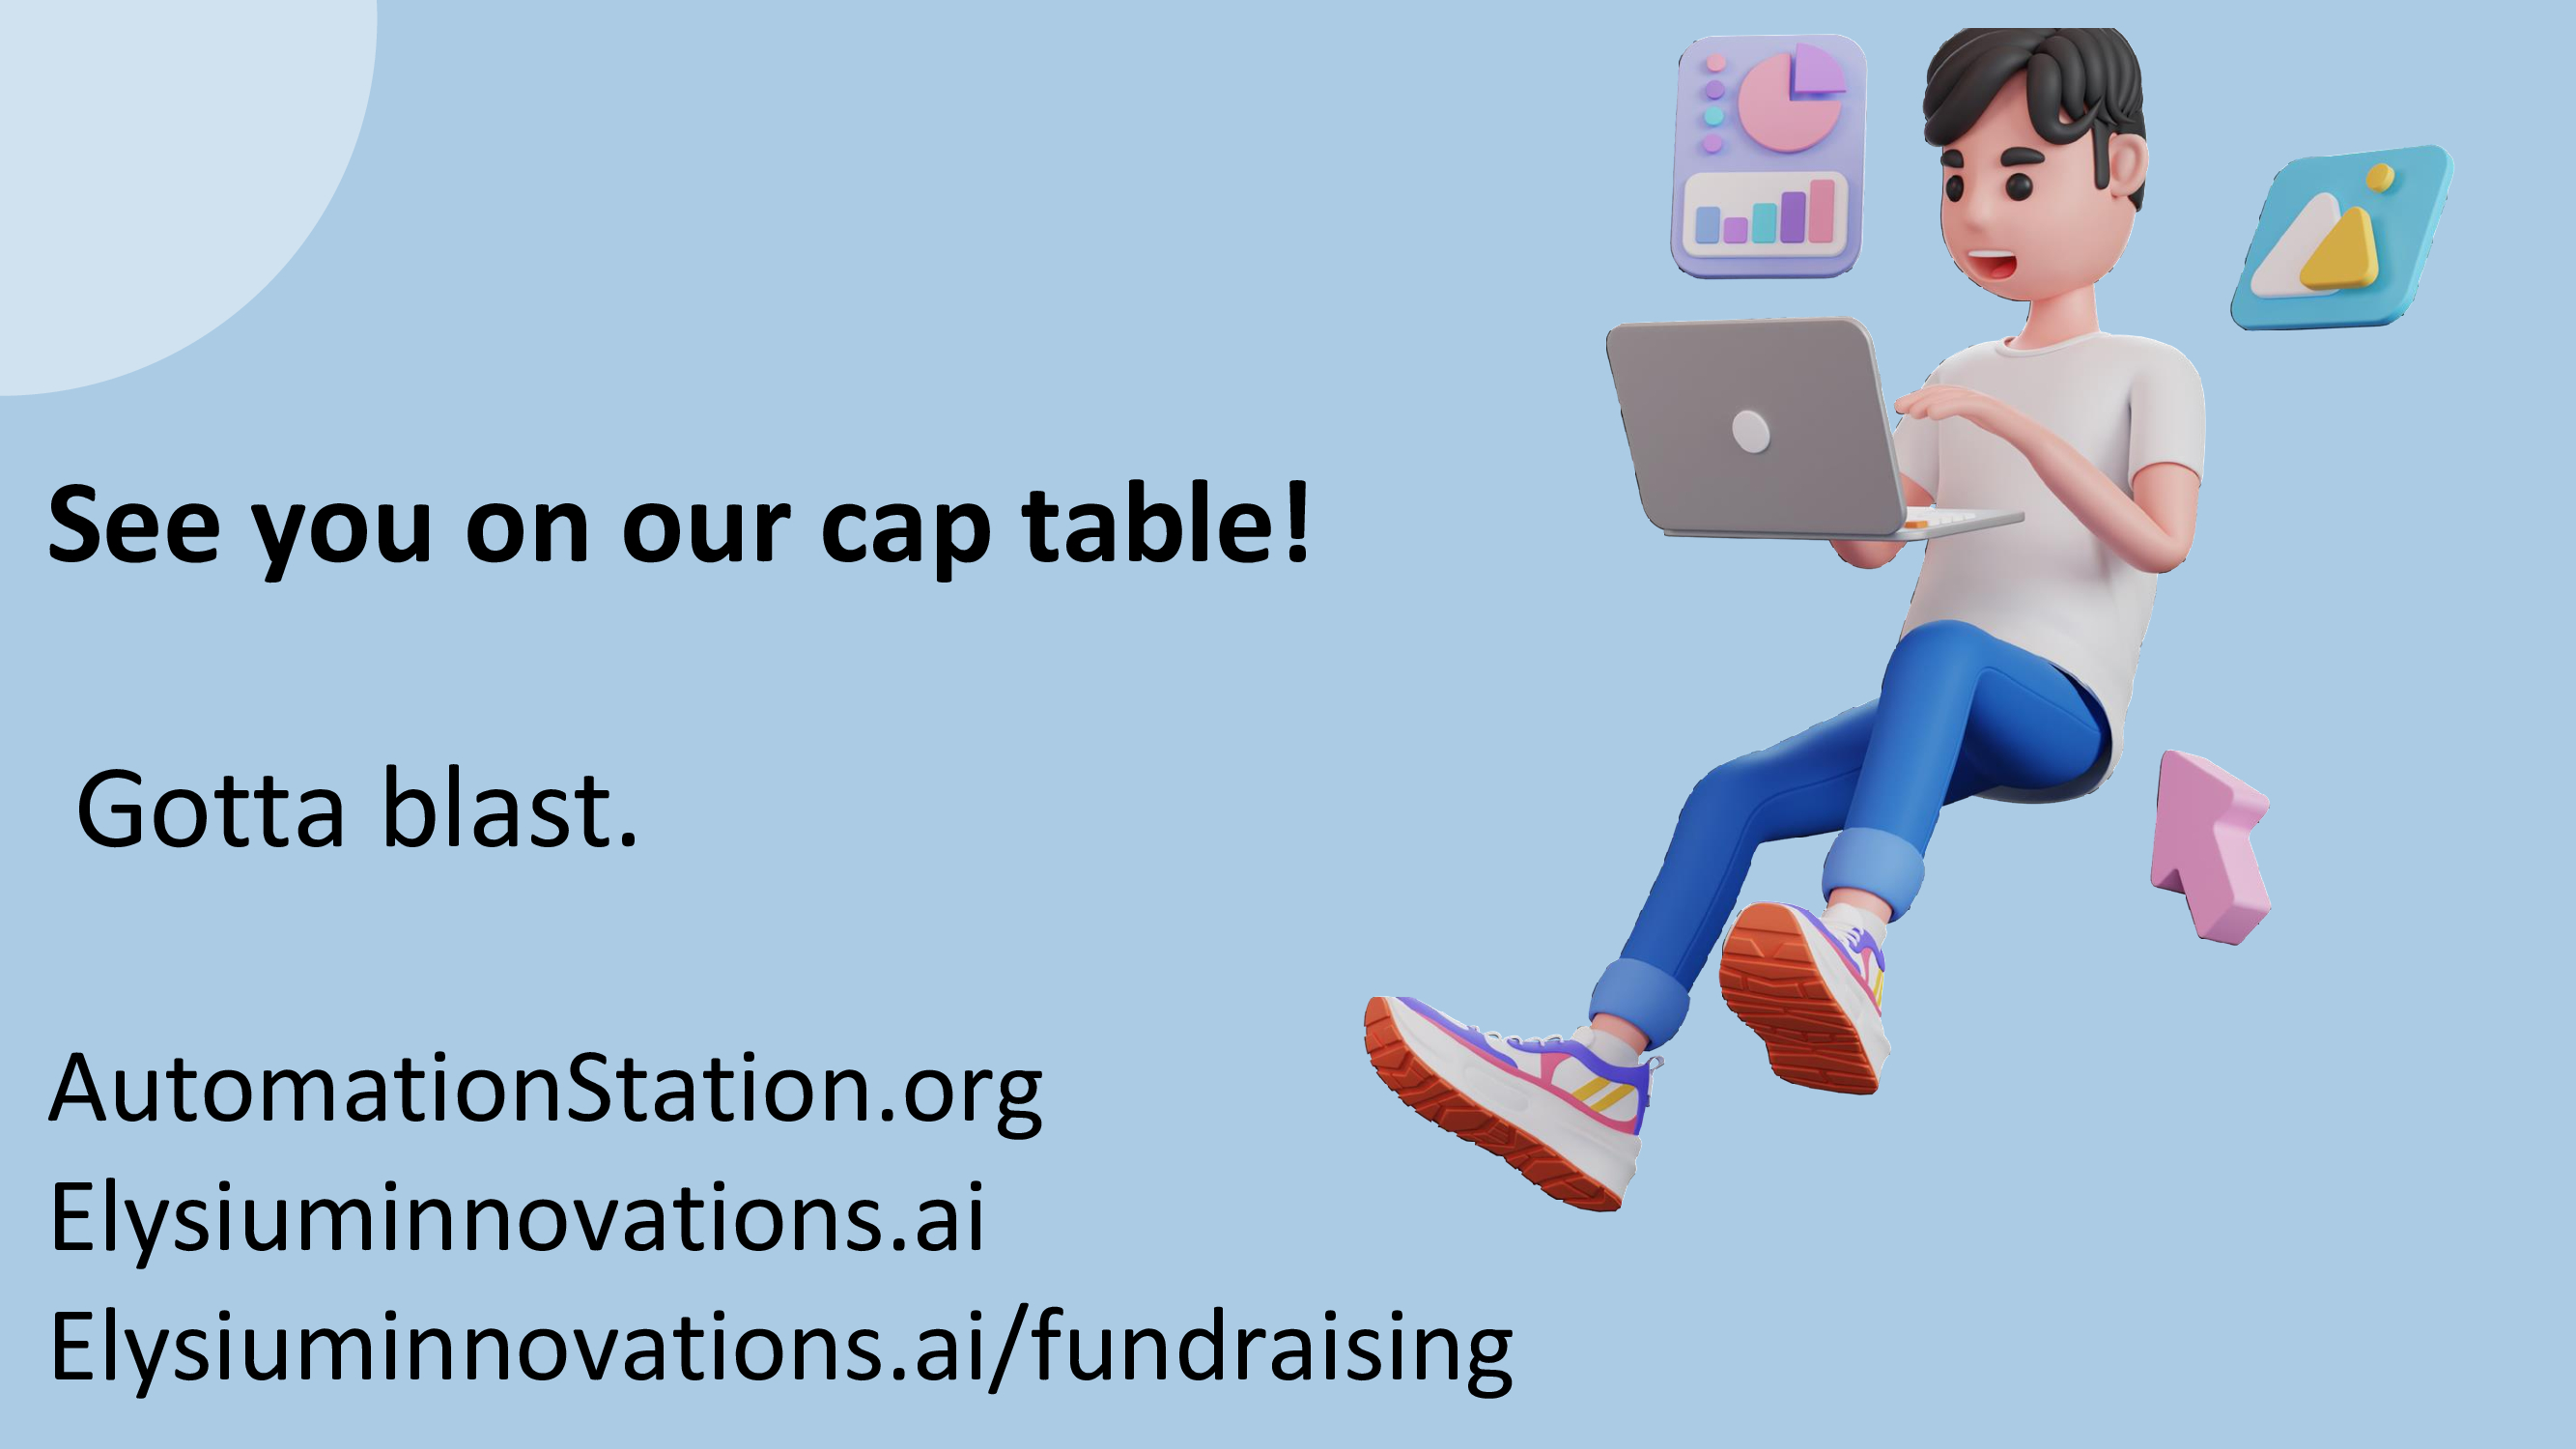 See you on our cap table!
Gotta blast.
AutomationStation.org
Elysiuminnovations.ai
Elysiuminnovations.ai/fundraising